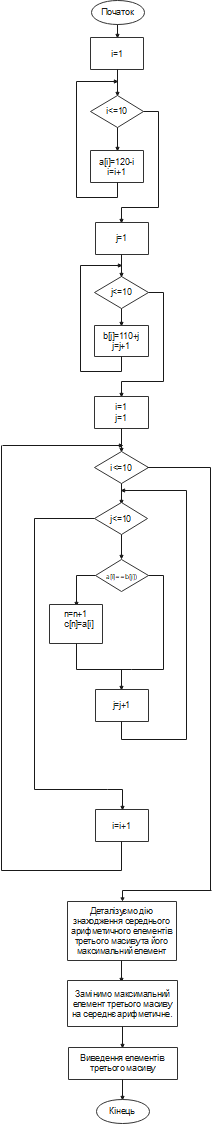 Початок
i=1
i<=10
a[i]=120-i
i=i+1
j=1
j<=10
b[j]=110+j
j=j+1
i=1
j=1
i<=10
j<=10
a[i]==b[j])
n=n+1
c[n]=a[i]
j=j+1
i=i+1
Деталізуємо дію
знаходження середнього
арифметичного елементів
третього масиву та його
максимальний елемент
Замінимо максимальний
елемент третього масиву
на середнє арифметичне.
Виведення елементів
третього масиву
Кінець